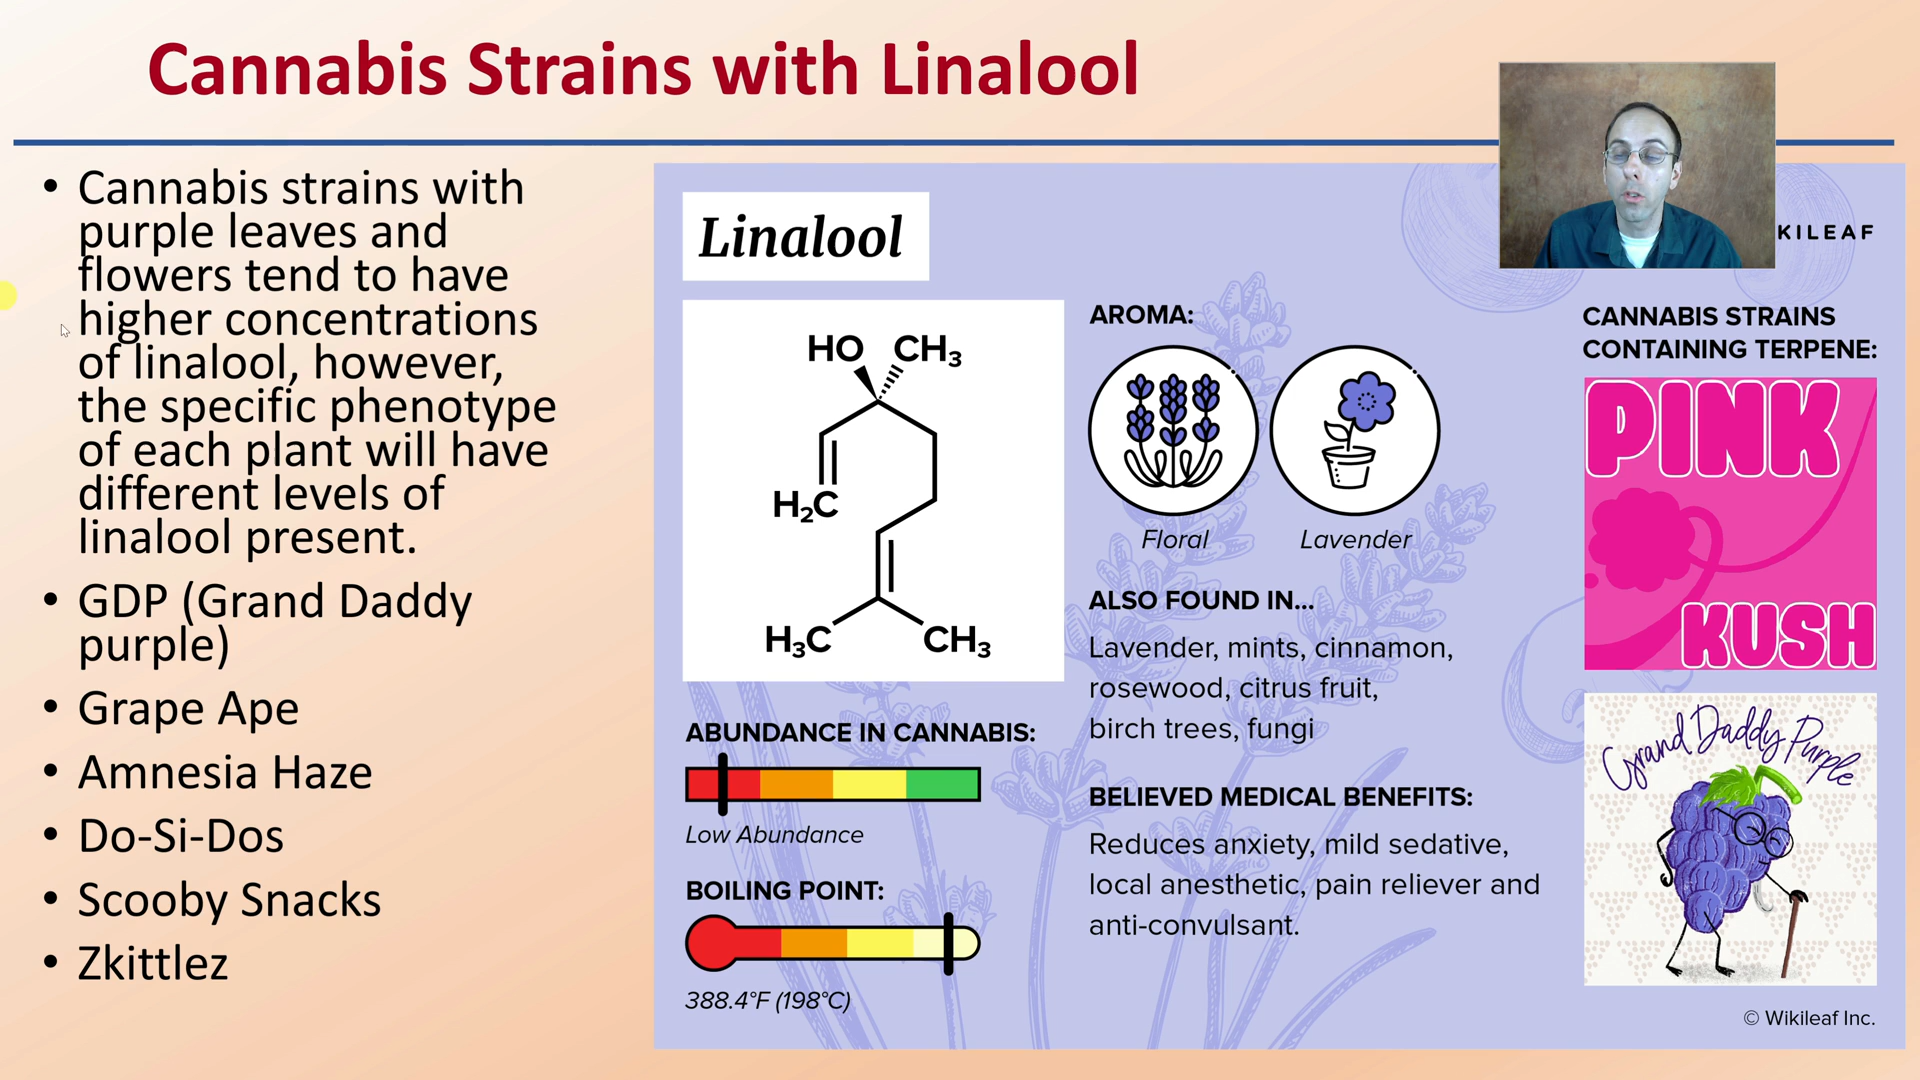 Cannabis Strains with Linalool
• Cannabis strains with
purple leaves and
flowers tend to have
higher concentrations
of linalool, however,
the specific phenotype
of each plant will have
different levels of
linalool present.
• GDP (Grand Daddy
purple)
• Grape Ape
• Amnesia Haze
• Do-Si-Dos
• Scooby Snacks
• Zkittlez
Linalool
KILEAF
HO CH₃
H₂C
H₃C CH₃
ABUNDANCE IN CANNABIS:
Low Abundance
BOILING POINT:
388.4°F (198°C)
AROMA:
Floral
Lavender
ALSO FOUND IN...
Lavender, mints, cinnamon,
rosewood, citrus fruit,
birch trees, fungi
BELIEVED MEDICAL BENEFITS:
Reduces anxiety, mild sedative,
local anesthetic, pain reliever and
anti-convulsant.
CANNABIS STRAINS
CONTAINING TERPENE:
PINK
KUSH
Grand Daddy Purple
© Wikileaf Inc.